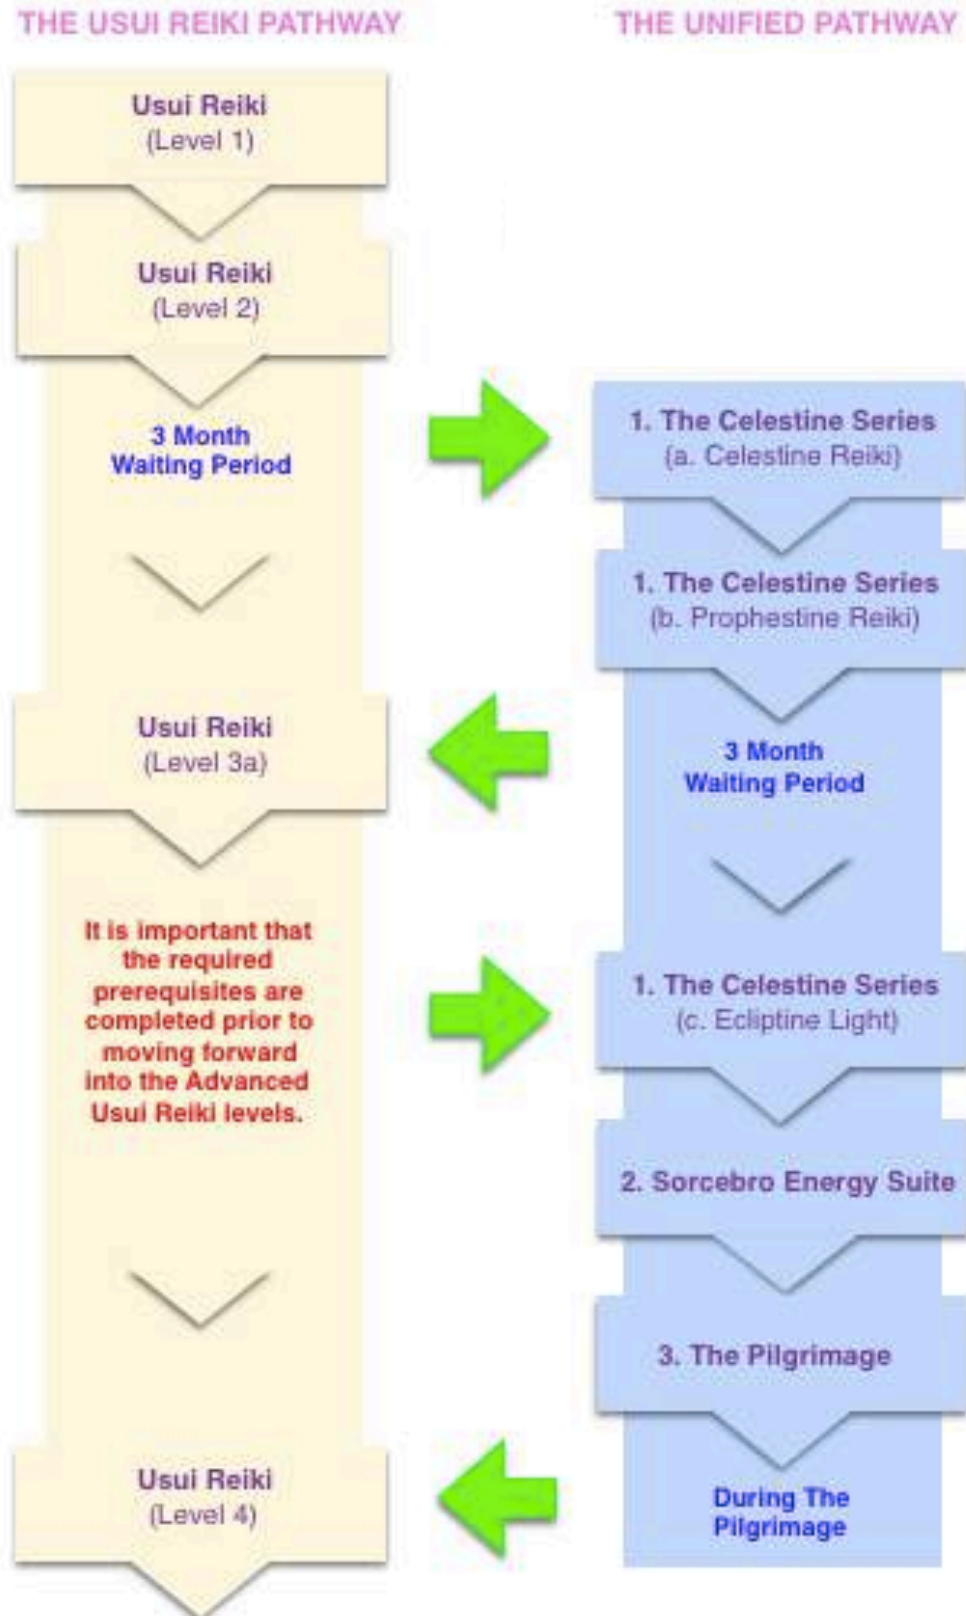 THE USUI REIKI PATHWAY
Usui Reiki
(Level 1)
Usui Reiki
(Level 2)
3 Month
Waiting Period
Usui Reiki
(Level 3a)
It is important that
the required
prerequisites are
completed prior to
moving forward
into the Advanced
Usui Reiki levels.
Usui Reiki
(Level 4)
THE UNIFIED PATHWAY
1. The Celestine Series
(a. Celestine Reiki)
1. The Celestine Series
(b. Prophestine Reiki)
3 Month
Waiting Period
1. The Celestine Series
(c. Ecliptine Light)
2. Sorcebro Energy Suite
3. The Pilgrimage
During The
Pilgrimage